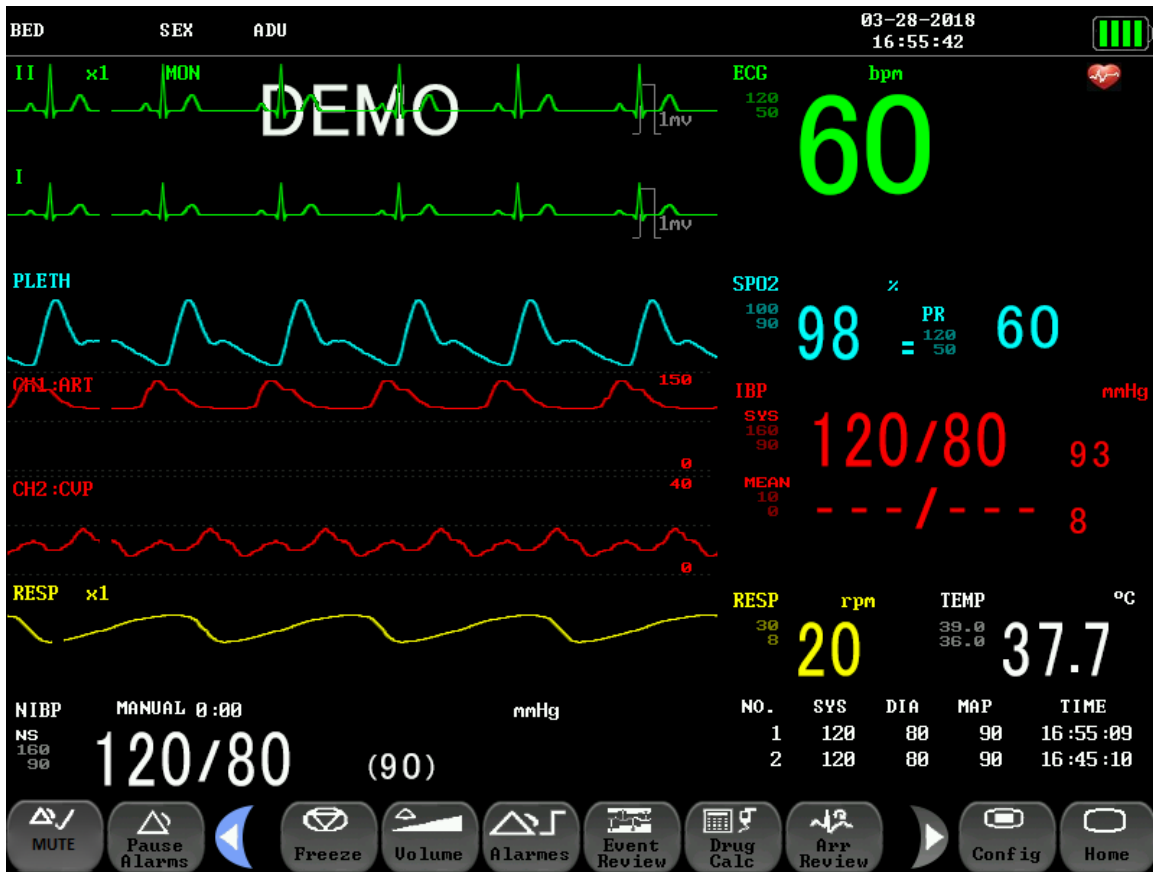 BED SEX ADU 03-28-2018
16:55:42
II x1 MON
DEMO
1mv
ECG bpm
120
50
60
I
1mv
PLETH
SPO2 %
100
90
98
PR
120
50
60
CH1:ART 150
0
IBP mmHg
SYS
160
90
120/80 93
CH2:CVP 40
0
MEAN
10
0
---/--- 8
RESP x1
RESP rpm
30
8
20
TEMP °C
39.0
36.0
37.7
NIBP MANUAL 0:00 mmHg
NS
160
90
120/80 (90)
NO. SYS DIA MAP TIME
1 120 80 90 16:55:09
2 120 80 90 16:45:10
MUTE
Pause
Alarms
Freeze
Volume
Alarmes
Event
Review
Drug
Calc
Arr
Review
Config
Home